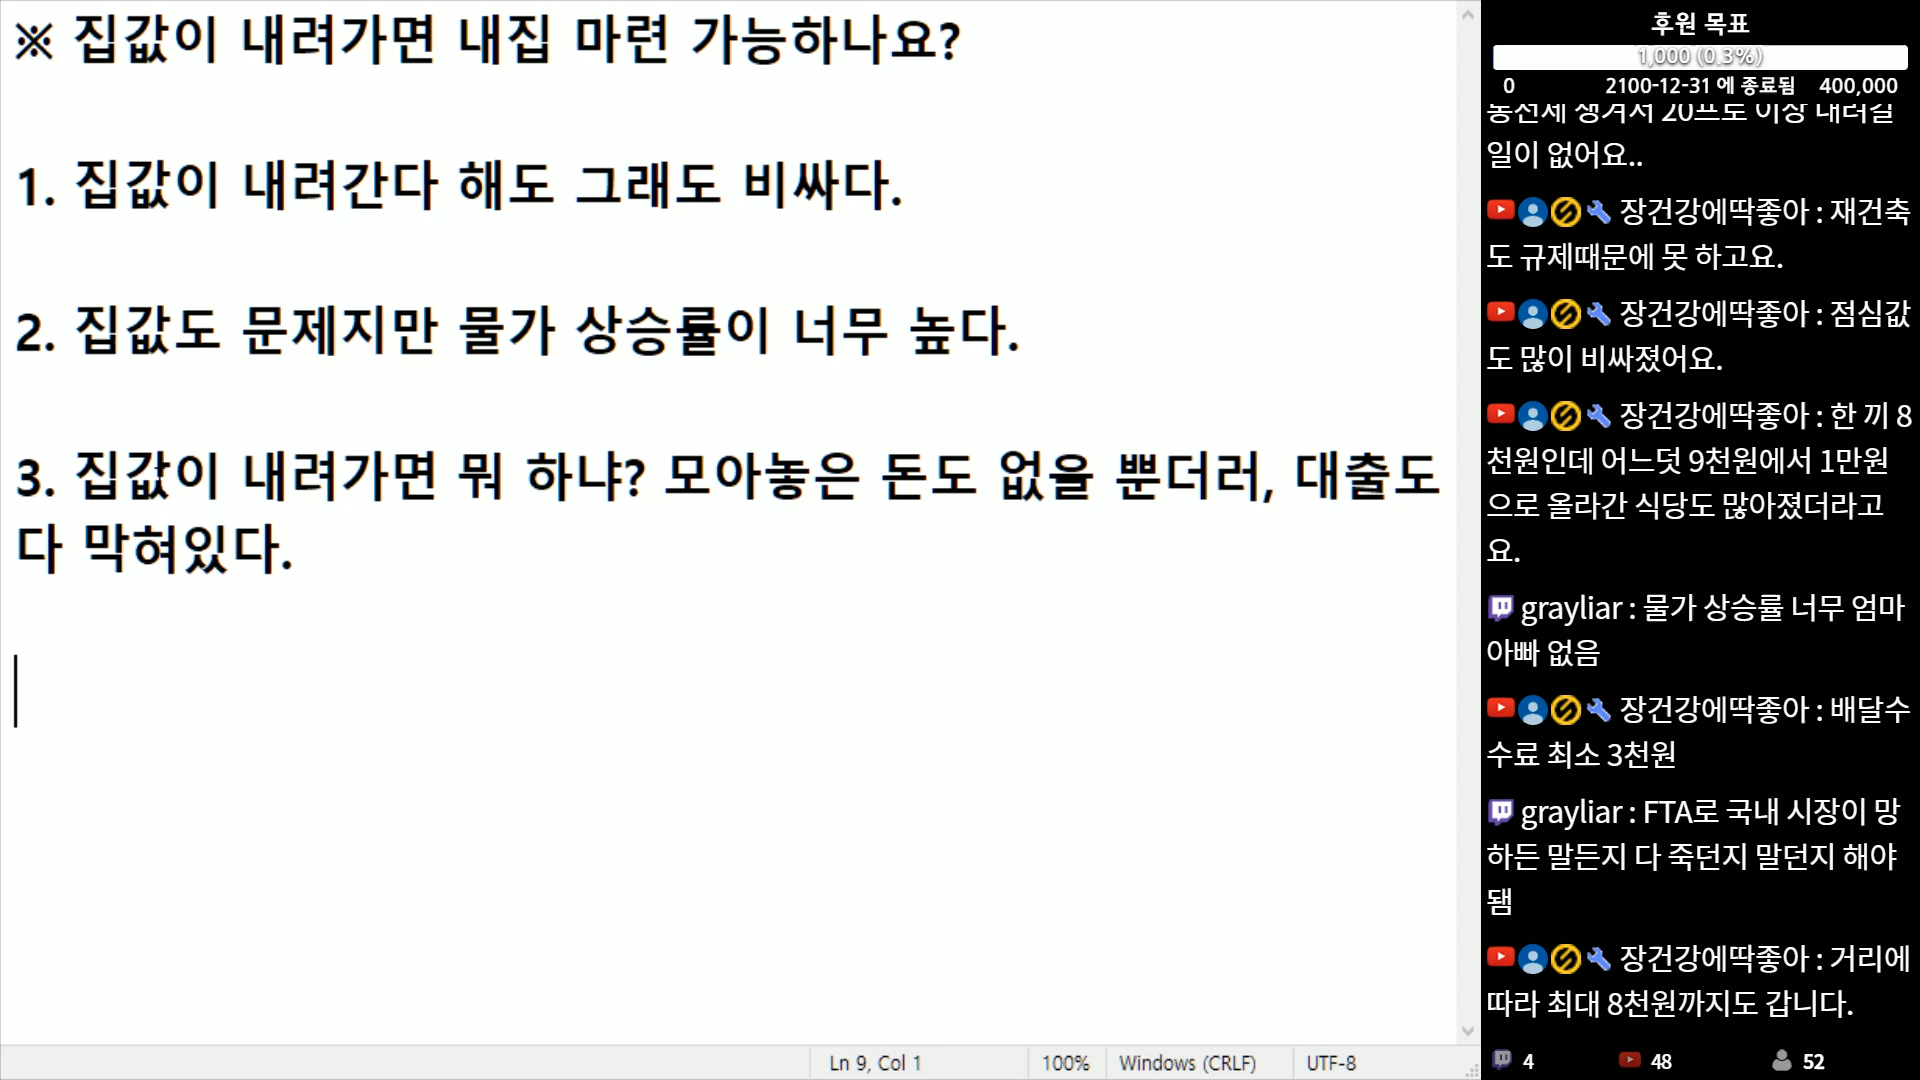 ※ 집값이 내려가면 내집 마련 가능하나요?
1. 집값이 내려간다 해도 그래도 비싸다.
2. 집값도 문제지만 물가 상승률이 너무 높다.
3. 집값이 내려가면 뭐 하냐? 모아놓은 돈도 없을 뿐더러, 대출도
다 막혀있다.
Ln 9, Col 1
100%
Windows (CRLF)
UTF-8
후원 목표
1,000 (0.3%)
0 2100-12-31 에 종료됨 400,000
생겨서 20프로 이상 내려갈
일이 없어요..
장건강에딱좋아 : 재건축
도 규제때문에 못 하고요.
장건강에딱좋아 : 점심값
도 많이 비싸졌어요.
장건강에딱좋아 : 한 끼 8
천원인데 어느덧 9천원에서 1만원
으로 올라간 식당도 많아졌더라고
요.
grayliar : 물가 상승률 너무 엄마
아빠 없음
장건강에딱좋아 : 배달수
수료 최소 3천원
grayliar : FTA로 국내 시장이 망
하든 말든지 다 죽던지 말던지 해야
됌
장건강에딱좋아 : 거리에
따라 최대 8천원까지도 갑니다.
4 48 52